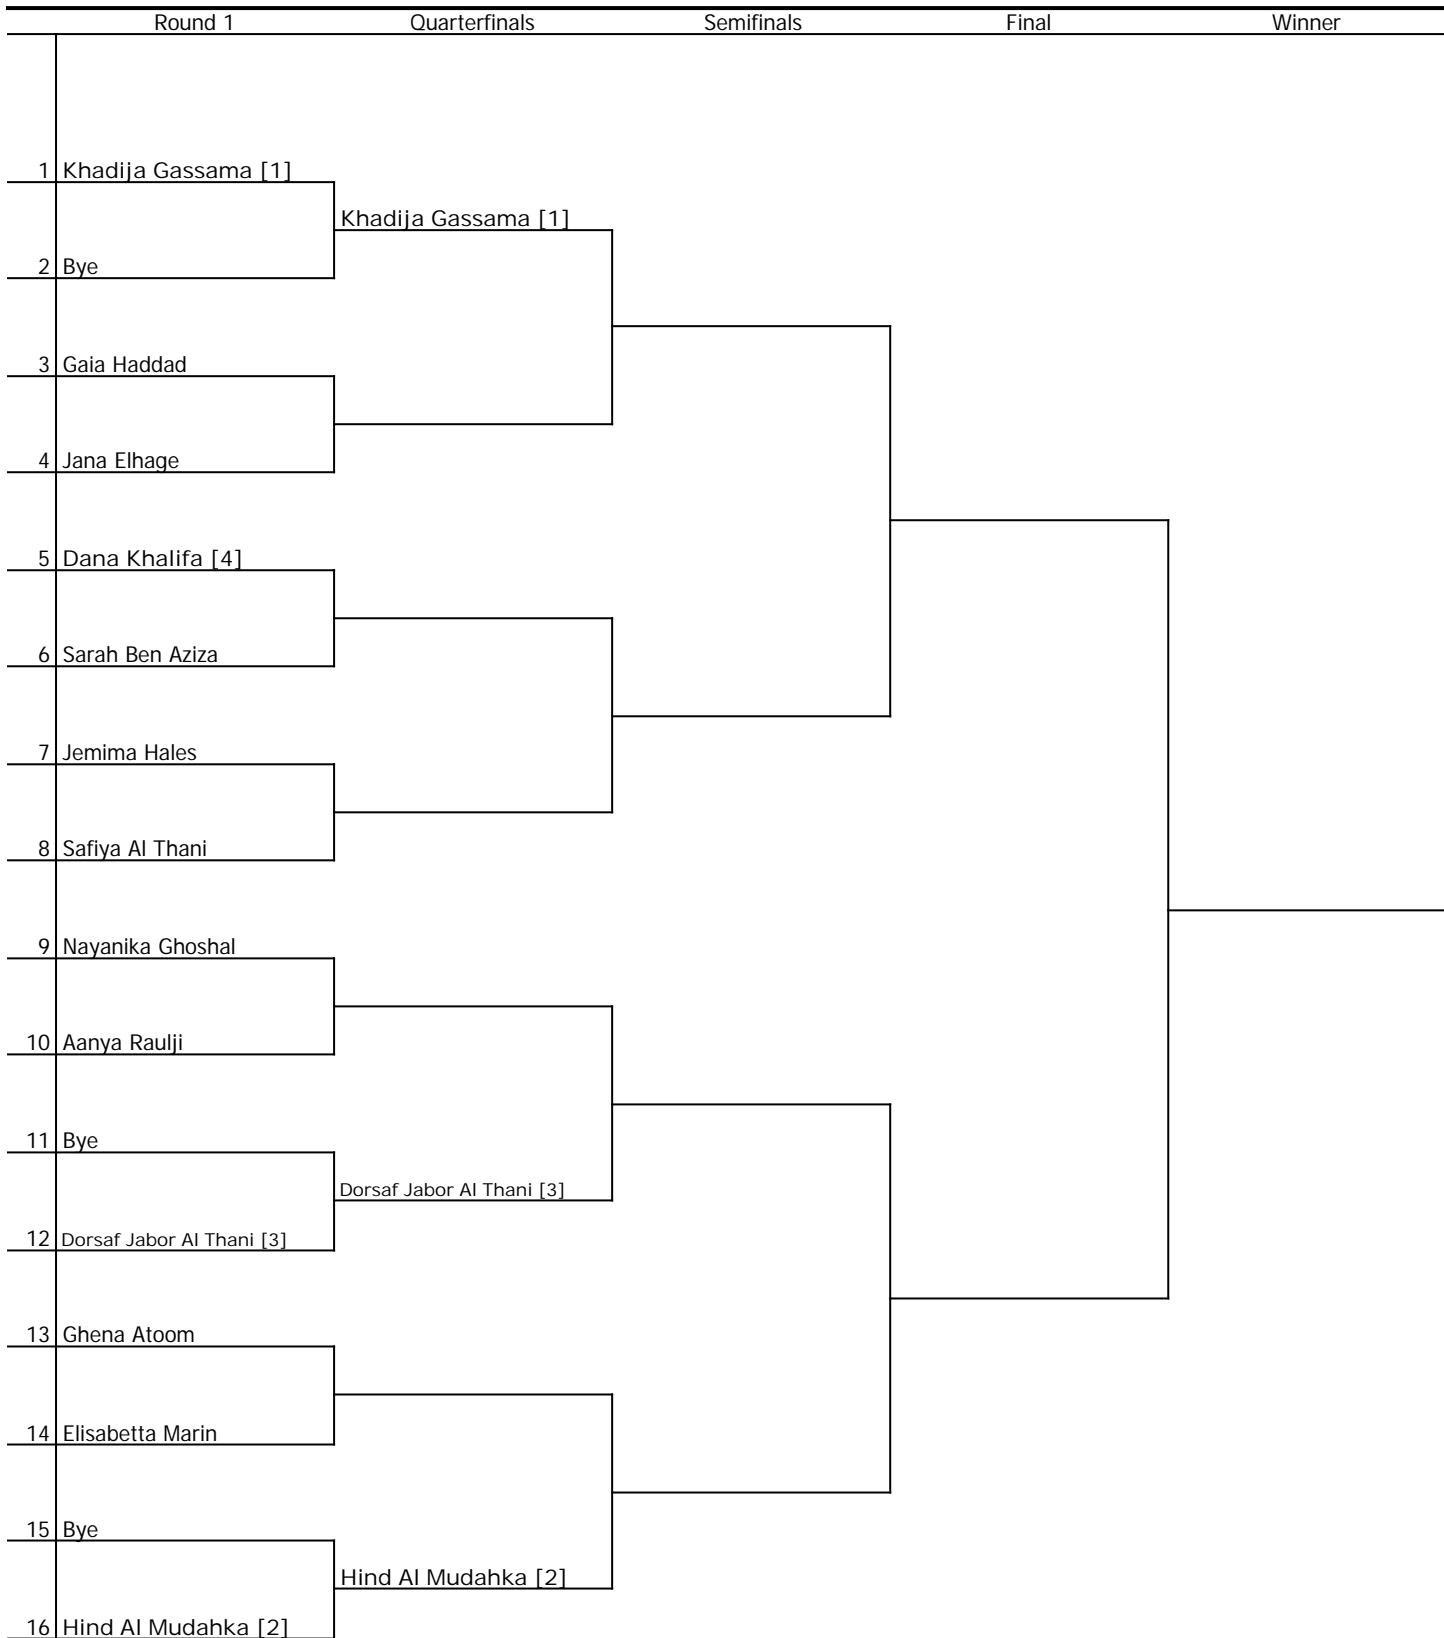 Round 1 Quarterfinals Semifinals Final Winner
1 Khadija Gassama [1]
Khadija Gassama [1]
2 Bye
3 Gaia Haddad
4 Jana Elhage
5 Dana Khalifa [4]
6 Sarah Ben Aziza
7 Jemima Hales
8 Safiya Al Thani
9 Nayanika Ghoshal
10 Aanya Raulji
11 Bye
Dorsaf Jabor Al Thani [3]
12 Dorsaf Jabor Al Thani [3]
13 Ghena Atoom
14 Elisabetta Marin
15 Bye
Hind Al Mudahka [2]
16 Hind Al Mudahka [2]